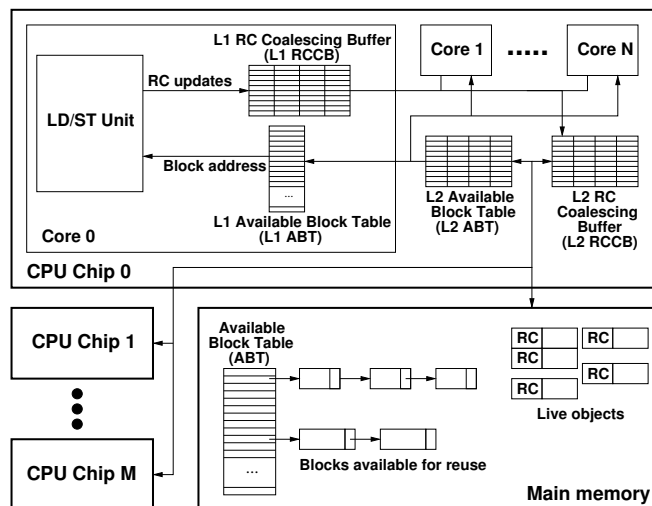 L1 RC Coalescing Buffer
(L1 RCCB)
Core 1
.....
Core N
RC updates
LD/ST Unit
Block address
...
L1 Available Block Table
(L1 ABT)
Core 0
L2 Available
Block Table
(L2 ABT)
L2 RC
Coalescing
Buffer
(L2 RCCB)
CPU Chip 0
CPU Chip 1
CPU Chip M
Available
Block Table
(ABT)
...
Blocks available for reuse
RC
RC
RC
RC
RC
Live objects
Main memory